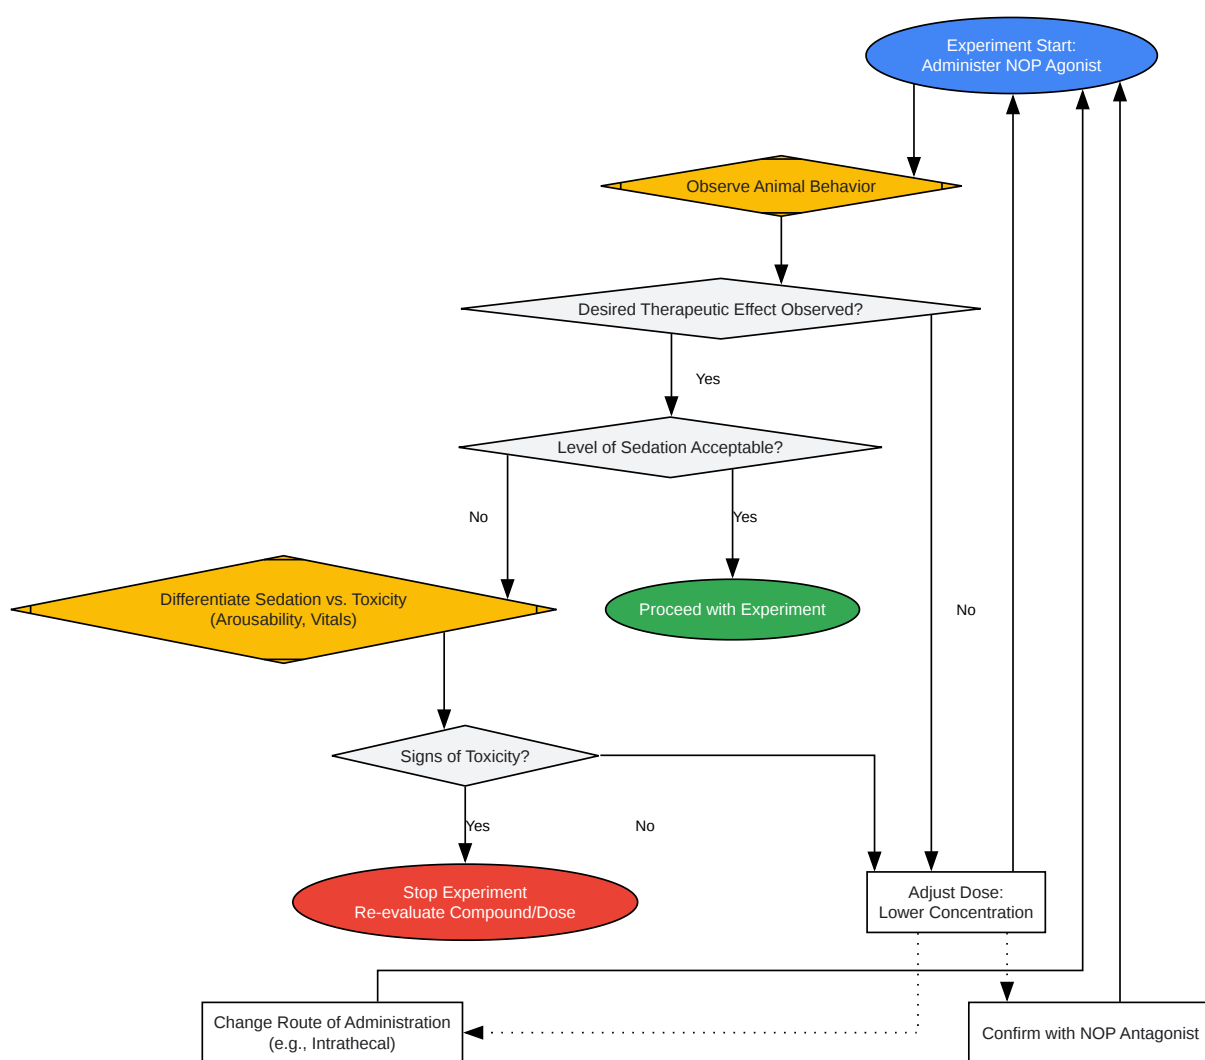 Experiment Start:
Administer NOP Agonist
Observe Animal Behavior
Desired Therapeutic Effect Observed?
Yes
Level of Sedation Acceptable?
No
Yes
Differentiate Sedation vs. Toxicity
(Arousability, Vitals)
Proceed with Experiment
No
Signs of Toxicity?
Yes
No
Stop Experiment
Re-evaluate Compound/Dose
Adjust Dose:
Lower Concentration
Change Route of Administration
(e.g., Intrathecal)
Confirm with NOP Antagonist